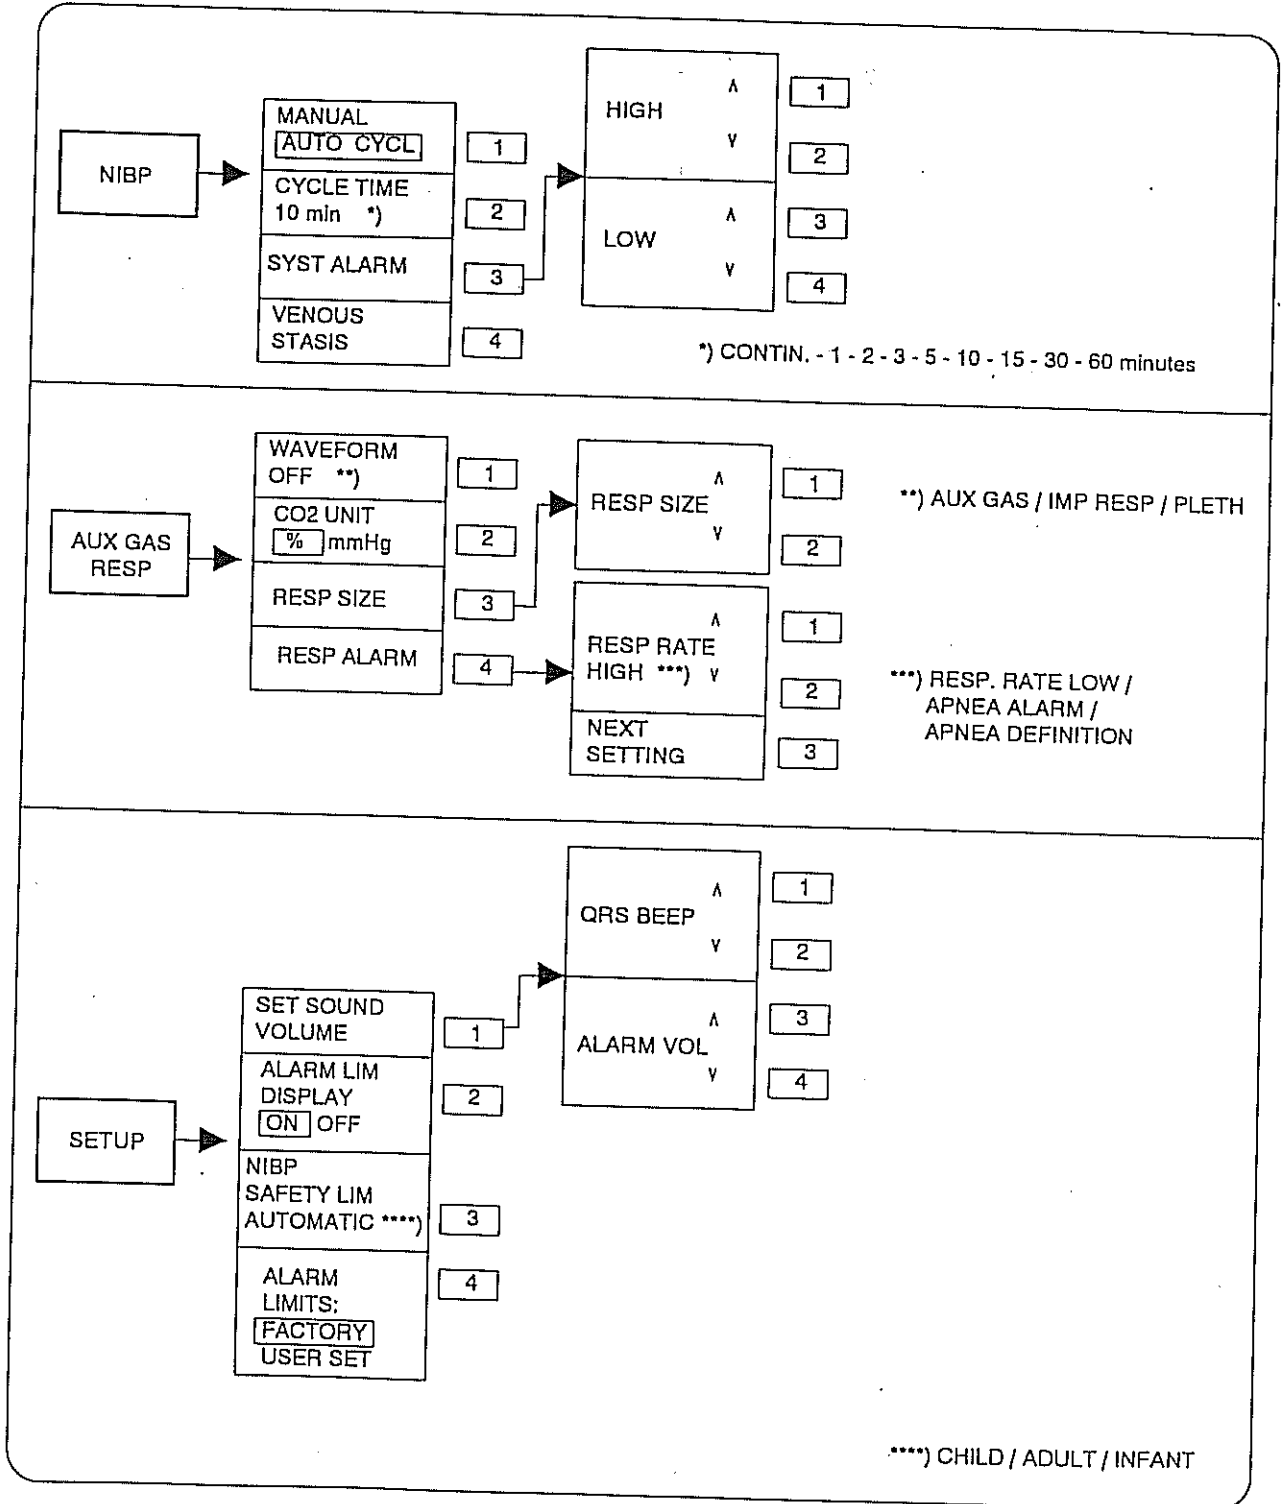 NIBP
MANUAL
AUTO CYCL
1
CYCLE TIME
10 min *)
2
SYST ALARM
3
VENOUS
STASIS
4
HIGH
∧
1
∨
2
LOW
∧
3
∨
4
*) CONTIN. - 1 - 2 - 3 - 5 - 10 - 15 - 30 - 60 minutes
AUX GAS
RESP
WAVEFORM
OFF **)
1
CO2 UNIT
% mmHg
2
RESP SIZE
3
RESP ALARM
4
RESP SIZE
∧
1
∨
2
**) AUX GAS / IMP RESP / PLETH
RESP RATE
HIGH ***)
∧
1
∨
2
NEXT
SETTING
3
***) RESP. RATE LOW /
APNEA ALARM /
APNEA DEFINITION
SETUP
SET SOUND
VOLUME
1
ALARM LIM
DISPLAY
ON OFF
2
NIBP
SAFETY LIM
AUTOMATIC ****)
3
ALARM
LIMITS:
FACTORY
USER SET
4
QRS BEEP
∧
1
∨
2
ALARM VOL
∧
3
∨
4
****) CHILD / ADULT / INFANT